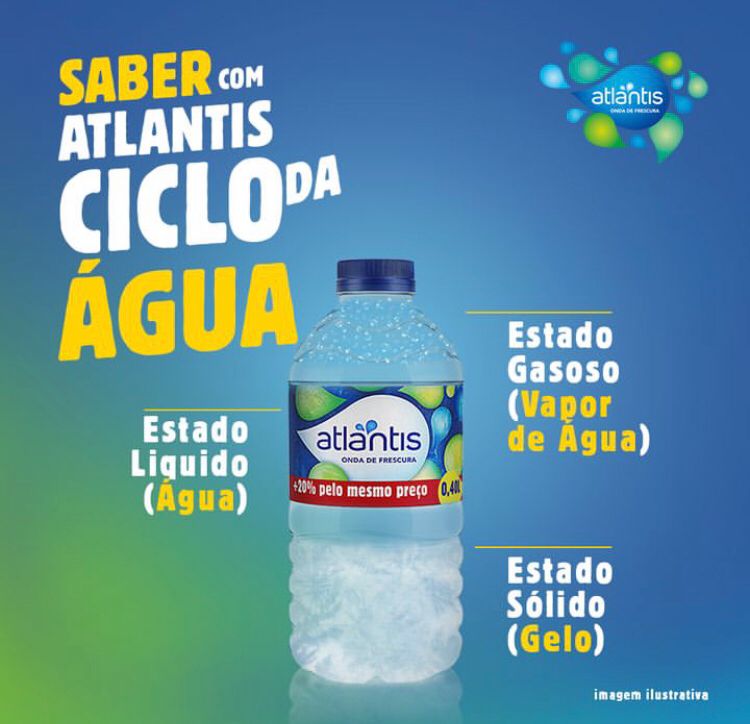 SABER COM
ATLANTIS
CICLO DA
ÁGUA
atlantis
ONDA DE FRESCURA
Estado
Gasoso
(Vapor
de Água)
Estado
Liquido
(Água)
atlantis
ONDA DE FRESCURA
+20% pelo mesmo preço
0,40L
Estado
Sólido
(Gelo)
imagem ilustrativa